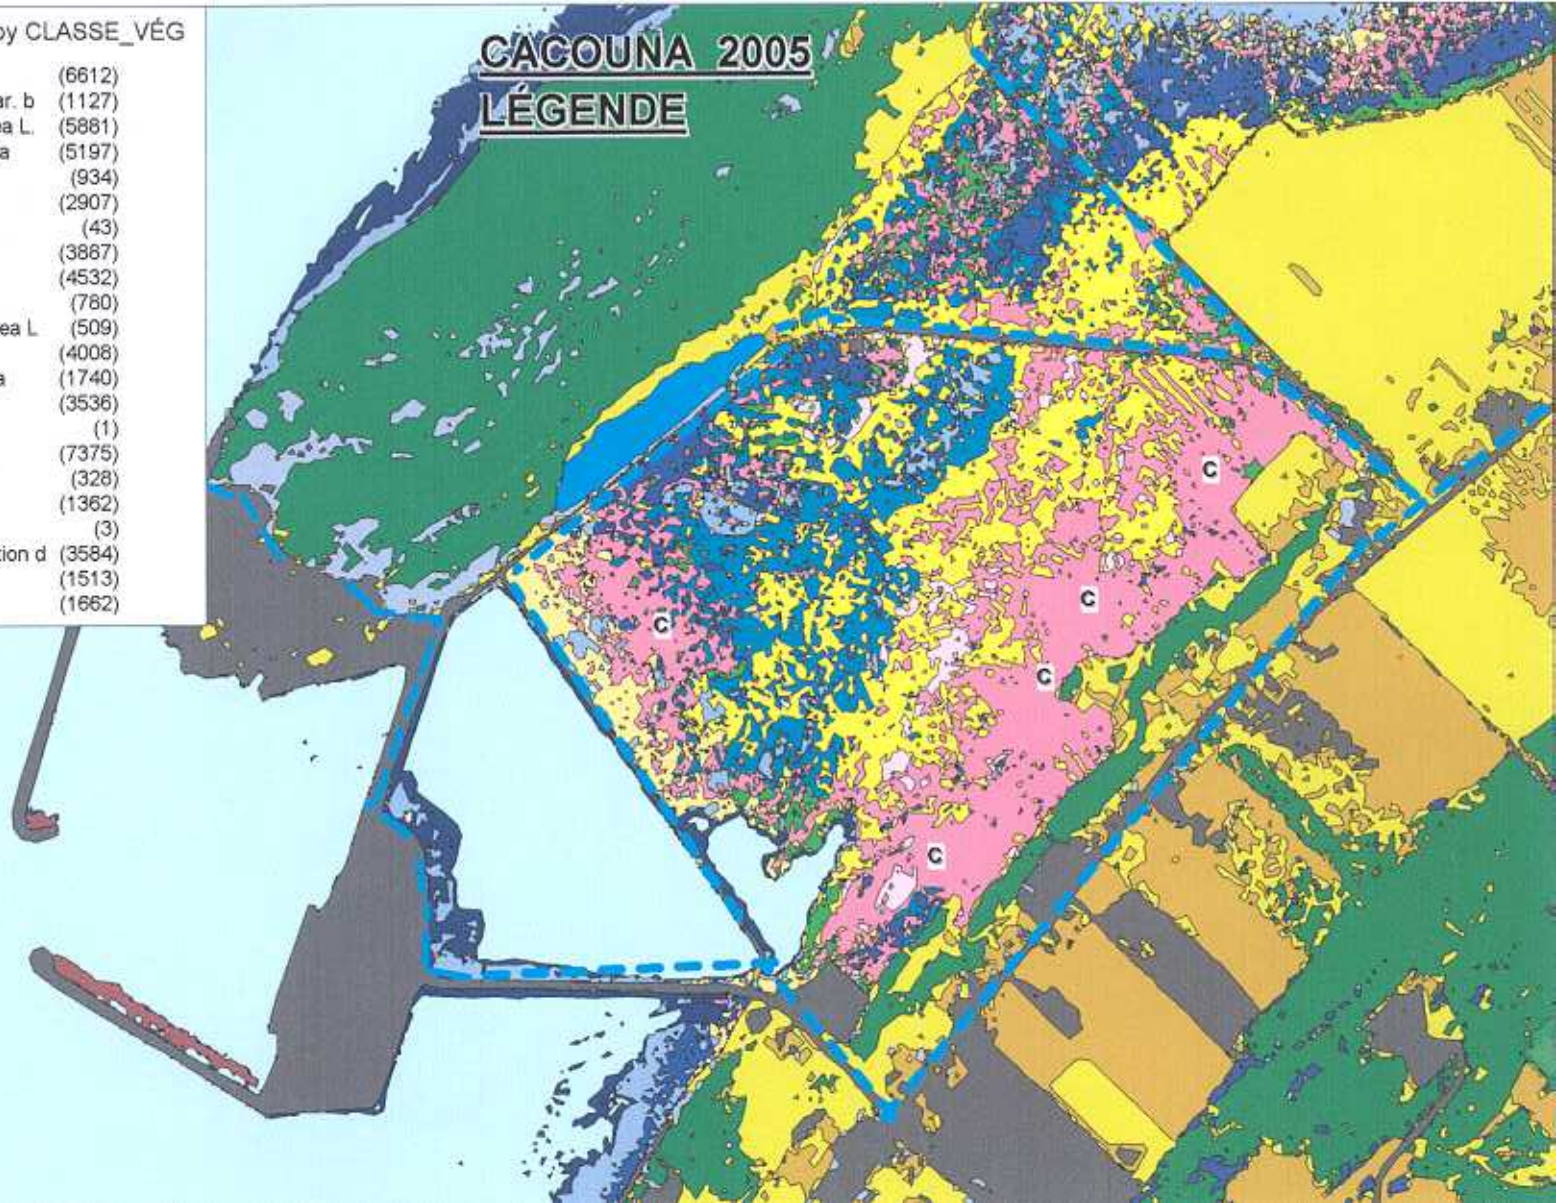 by CLASSE_VÉG
(6612)
ar. b (1127)
ea L. (5881)
a (5197)
(934)
(2907)
(43)
(3867)
(4532)
(780)
ea L (509)
(4008)
a (1740)
(3536)
(1)
(7375)
(328)
(1362)
(3)
tion d (3584)
(1513)
(1662)
CACOUNA 2005
LÉGENDE
C
C
C
C
C